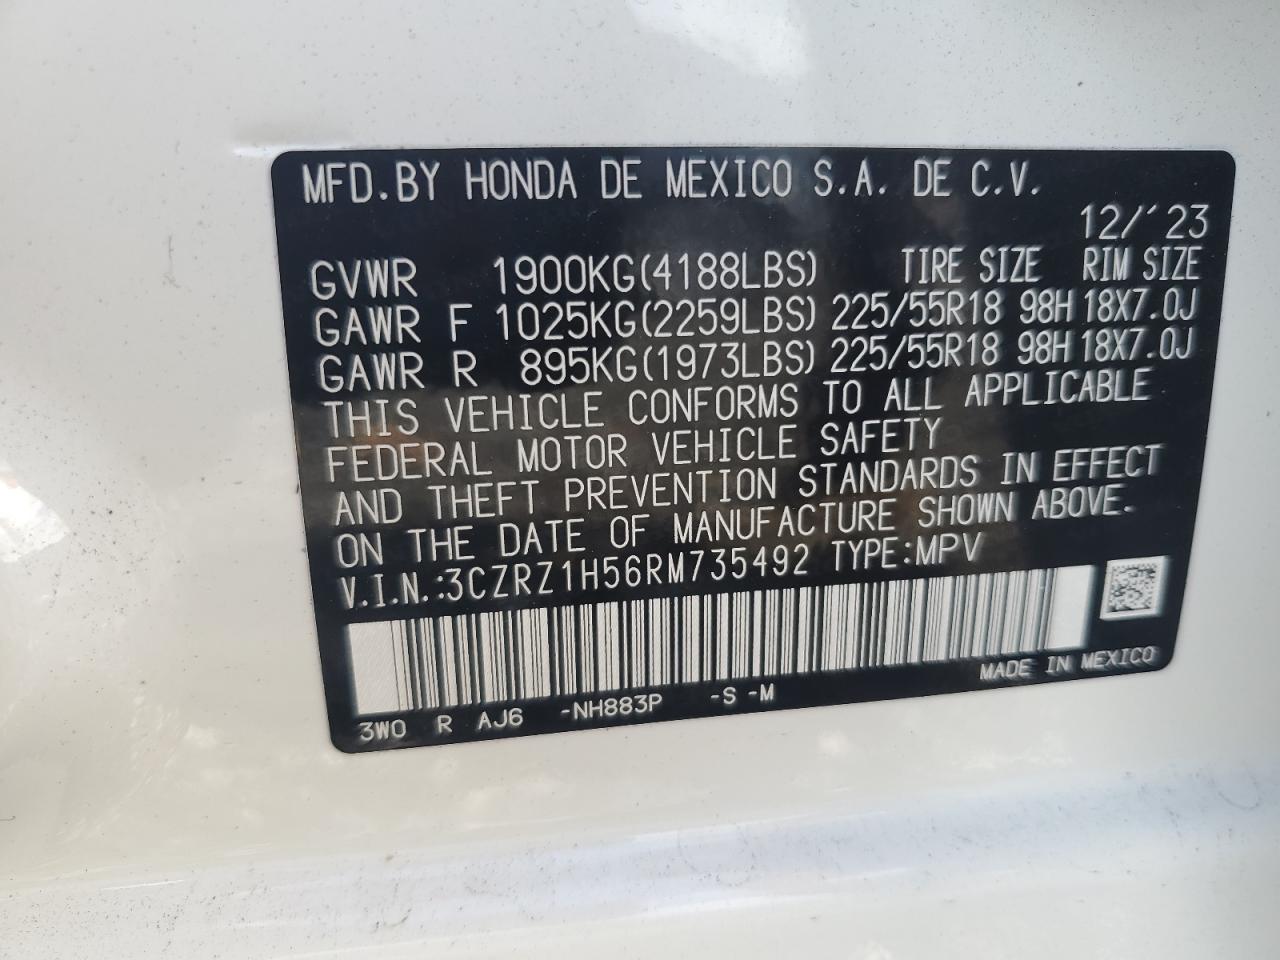 MFD.BY HONDA DE MEXICO S.A. DE C.V.
12/'23
GVWR 1900KG(4188LBS) TIRE SIZE RIM SIZE
GAWR F 1025KG(2259LBS) 225/55R18 98H 18X7.0J
GAWR R 895KG(1973LBS) 225/55R18 98H 18X7.0J
THIS VEHICLE CONFORMS TO ALL APPLICABLE
FEDERAL MOTOR VEHICLE SAFETY
AND THEFT PREVENTION STANDARDS IN EFFECT
ON THE DATE OF MANUFACTURE SHOWN ABOVE.
V.I.N.:3CZRZ1H56RM735492 TYPE:MPV
MADE IN MEXICO
3W0 R AJ6 -NH883P -S -M